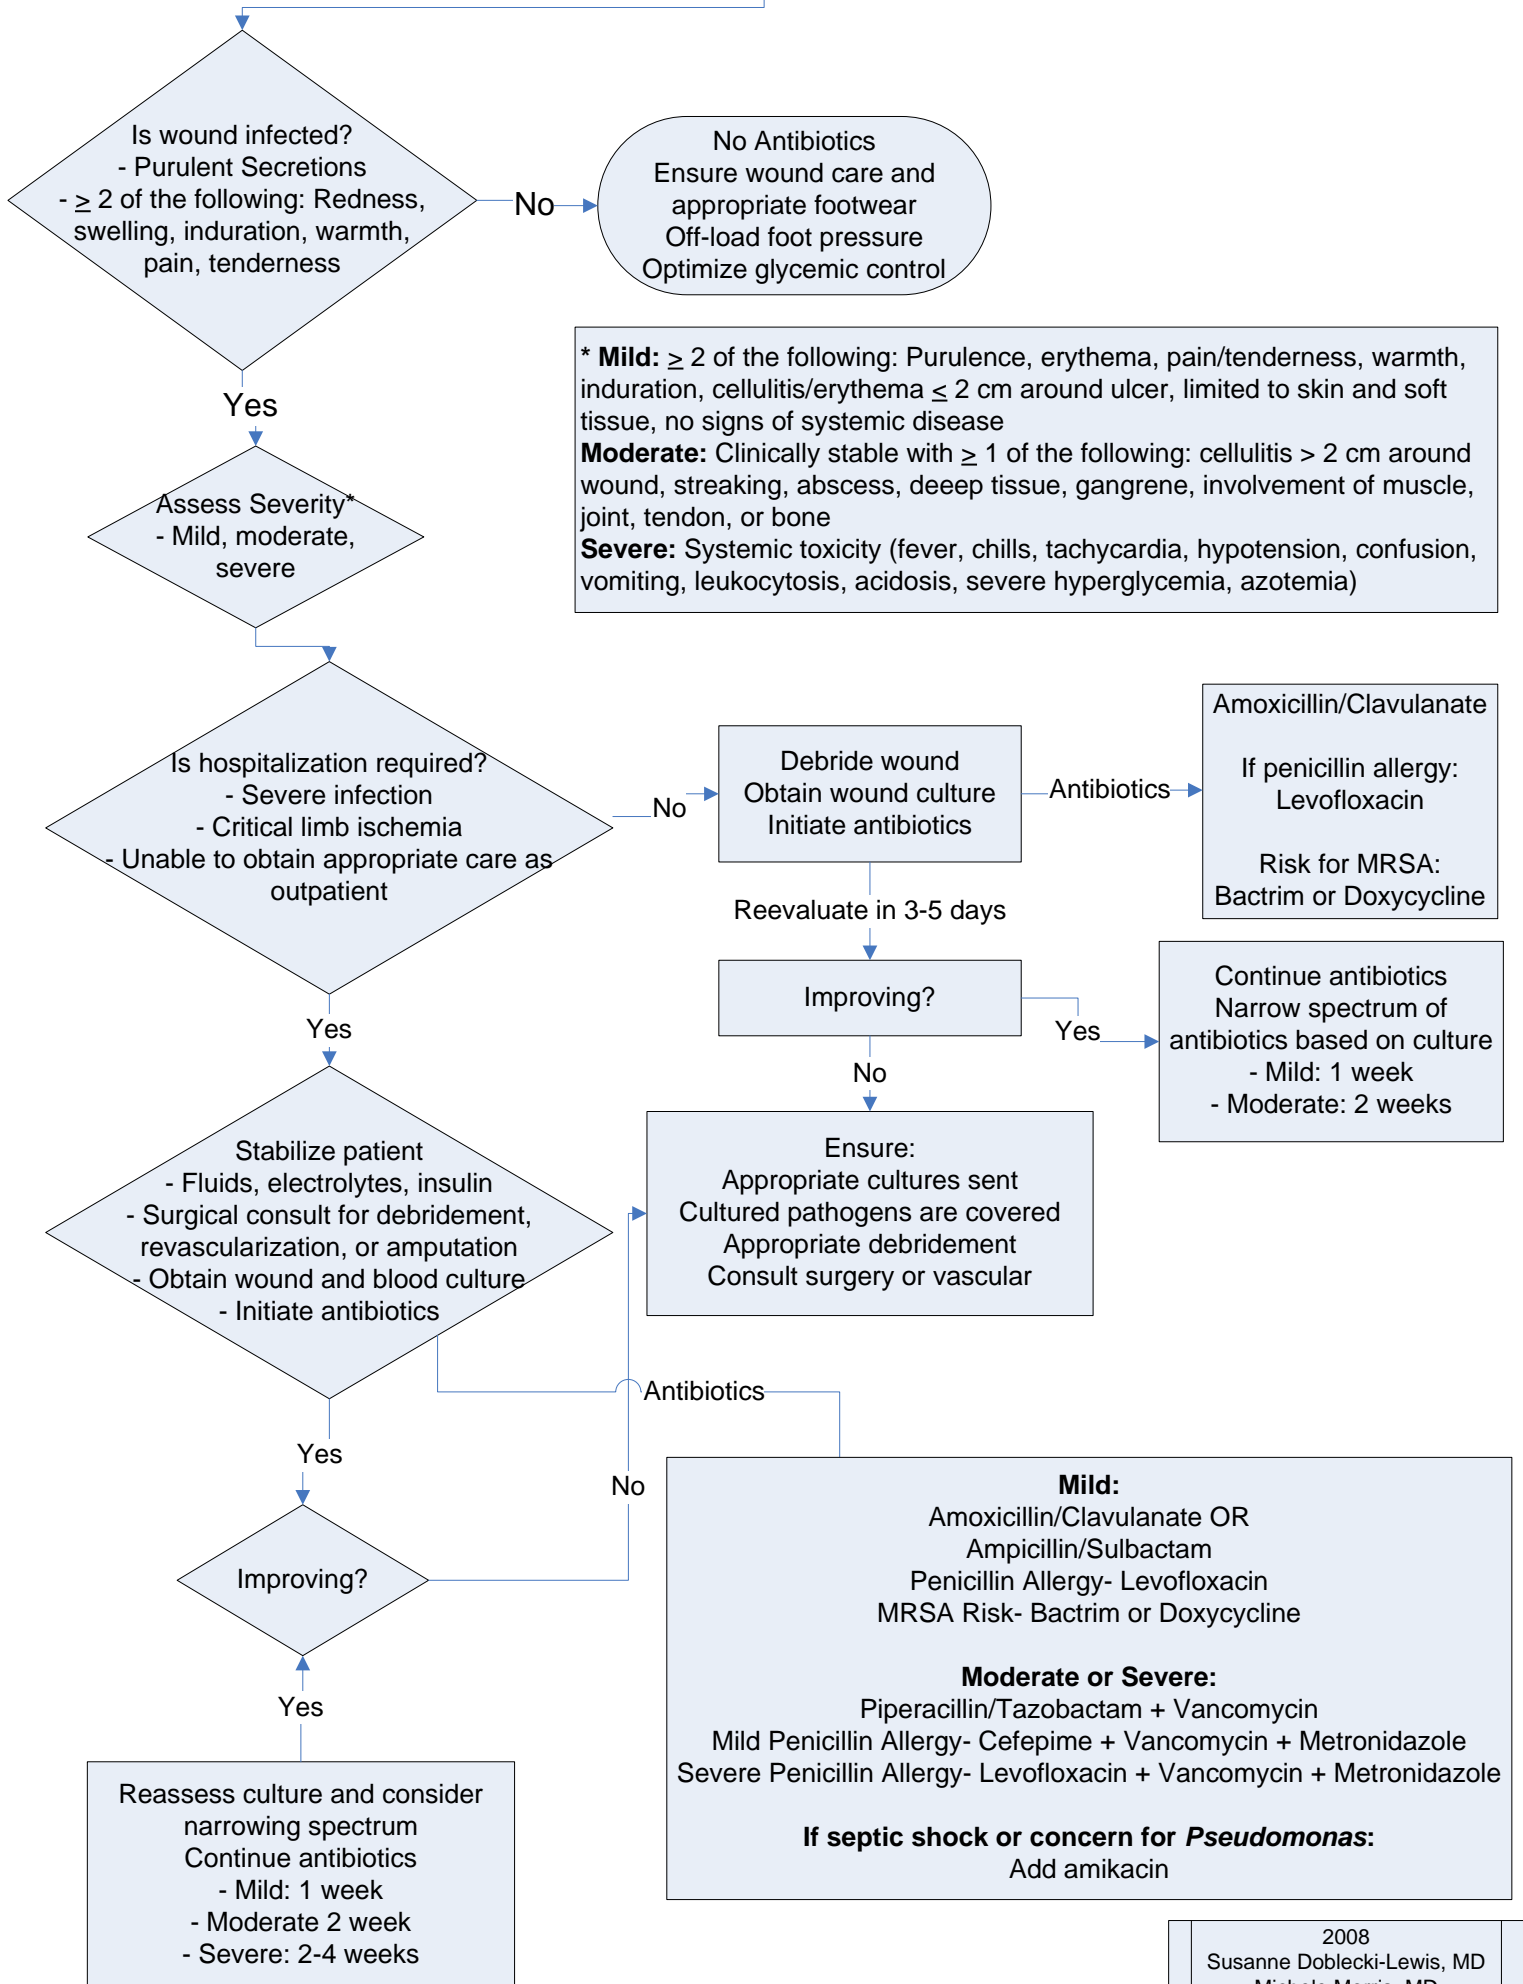 Is wound infected?
- Purulent Secretions
- ≥ 2 of the following: Redness,
swelling, induration, warmth,
pain, tenderness
No
No Antibiotics
Ensure wound care and
appropriate footwear
Off-load foot pressure
Optimize glycemic control
* Mild: ≥ 2 of the following: Purulence, erythema, pain/tenderness, warmth,
induration, cellulitis/erythema ≤ 2 cm around ulcer, limited to skin and soft
tissue, no signs of systemic disease
Moderate: Clinically stable with ≥ 1 of the following: cellulitis > 2 cm around
wound, streaking, abscess, deeep tissue, gangrene, involvement of muscle,
joint, tendon, or bone
Severe: Systemic toxicity (fever, chills, tachycardia, hypotension, confusion,
vomiting, leukocytosis, acidosis, severe hyperglycemia, azotemia)
Yes
Assess Severity*
- Mild, moderate,
severe
Is hospitalization required?
- Severe infection
- Critical limb ischemia
- Unable to obtain appropriate care as
outpatient
No
Debride wound
Obtain wound culture
Initiate antibiotics
Antibiotics
Amoxicillin/Clavulanate
If penicillin allergy:
Levofloxacin
Risk for MRSA:
Bactrim or Doxycycline
Reevaluate in 3-5 days
Improving?
Yes
Continue antibiotics
Narrow spectrum of
antibiotics based on culture
- Mild: 1 week
- Moderate: 2 weeks
No
Ensure:
Appropriate cultures sent
Cultured pathogens are covered
Appropriate debridement
Consult surgery or vascular
Yes
Stabilize patient
- Fluids, electrolytes, insulin
- Surgical consult for debridement,
revascularization, or amputation
- Obtain wound and blood culture
- Initiate antibiotics
Antibiotics
Yes
No
Improving?
Mild:
Amoxicillin/Clavulanate OR
Ampicillin/Sulbactam
Penicillin Allergy- Levofloxacin
MRSA Risk- Bactrim or Doxycycline
Moderate or Severe:
Piperacillin/Tazobactam + Vancomycin
Mild Penicillin Allergy- Cefepime + Vancomycin + Metronidazole
Severe Penicillin Allergy- Levofloxacin + Vancomycin + Metronidazole
If septic shock or concern for Pseudomonas:
Add amikacin
Yes
Reassess culture and consider
narrowing spectrum
Continue antibiotics
- Mild: 1 week
- Moderate 2 week
- Severe: 2-4 weeks
2008
Susanne Doblecki-Lewis, MD
Michele Morris, MD